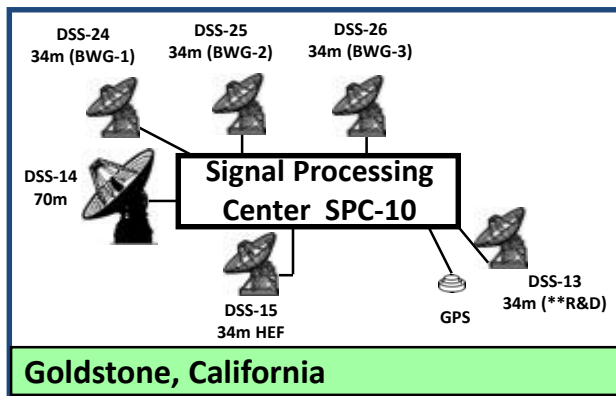 DSS-24
34m (BWG-1)
DSS-25
34m (BWG-2)
DSS-26
34m (BWG-3)
DSS-14
70m
Signal Processing
Center SPC-10
DSS-15
34m HEF
GPS
DSS-13
34m (**R&D)
Goldstone, California